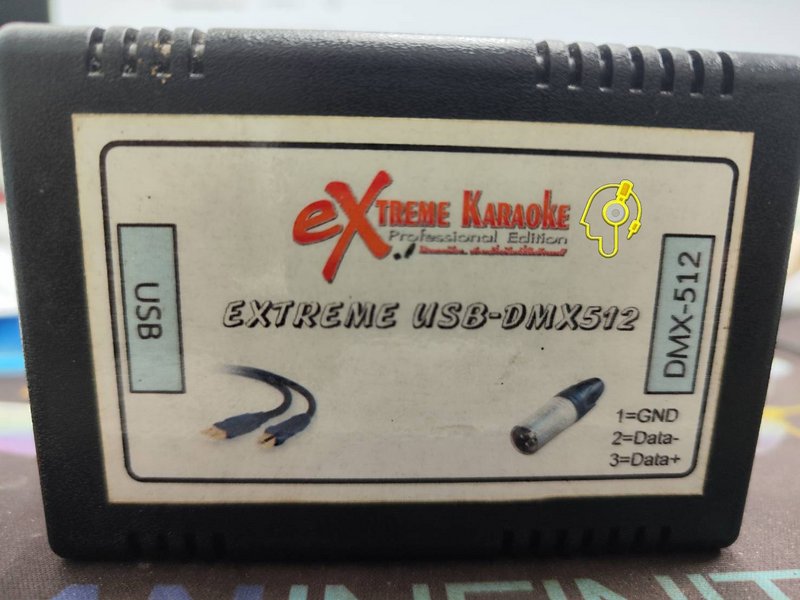 eXTREME KARAOKE
Professional Edition
EXTREME USB-DMX512
USB
DMX-512
1=GND
2=Data-
3=Data+